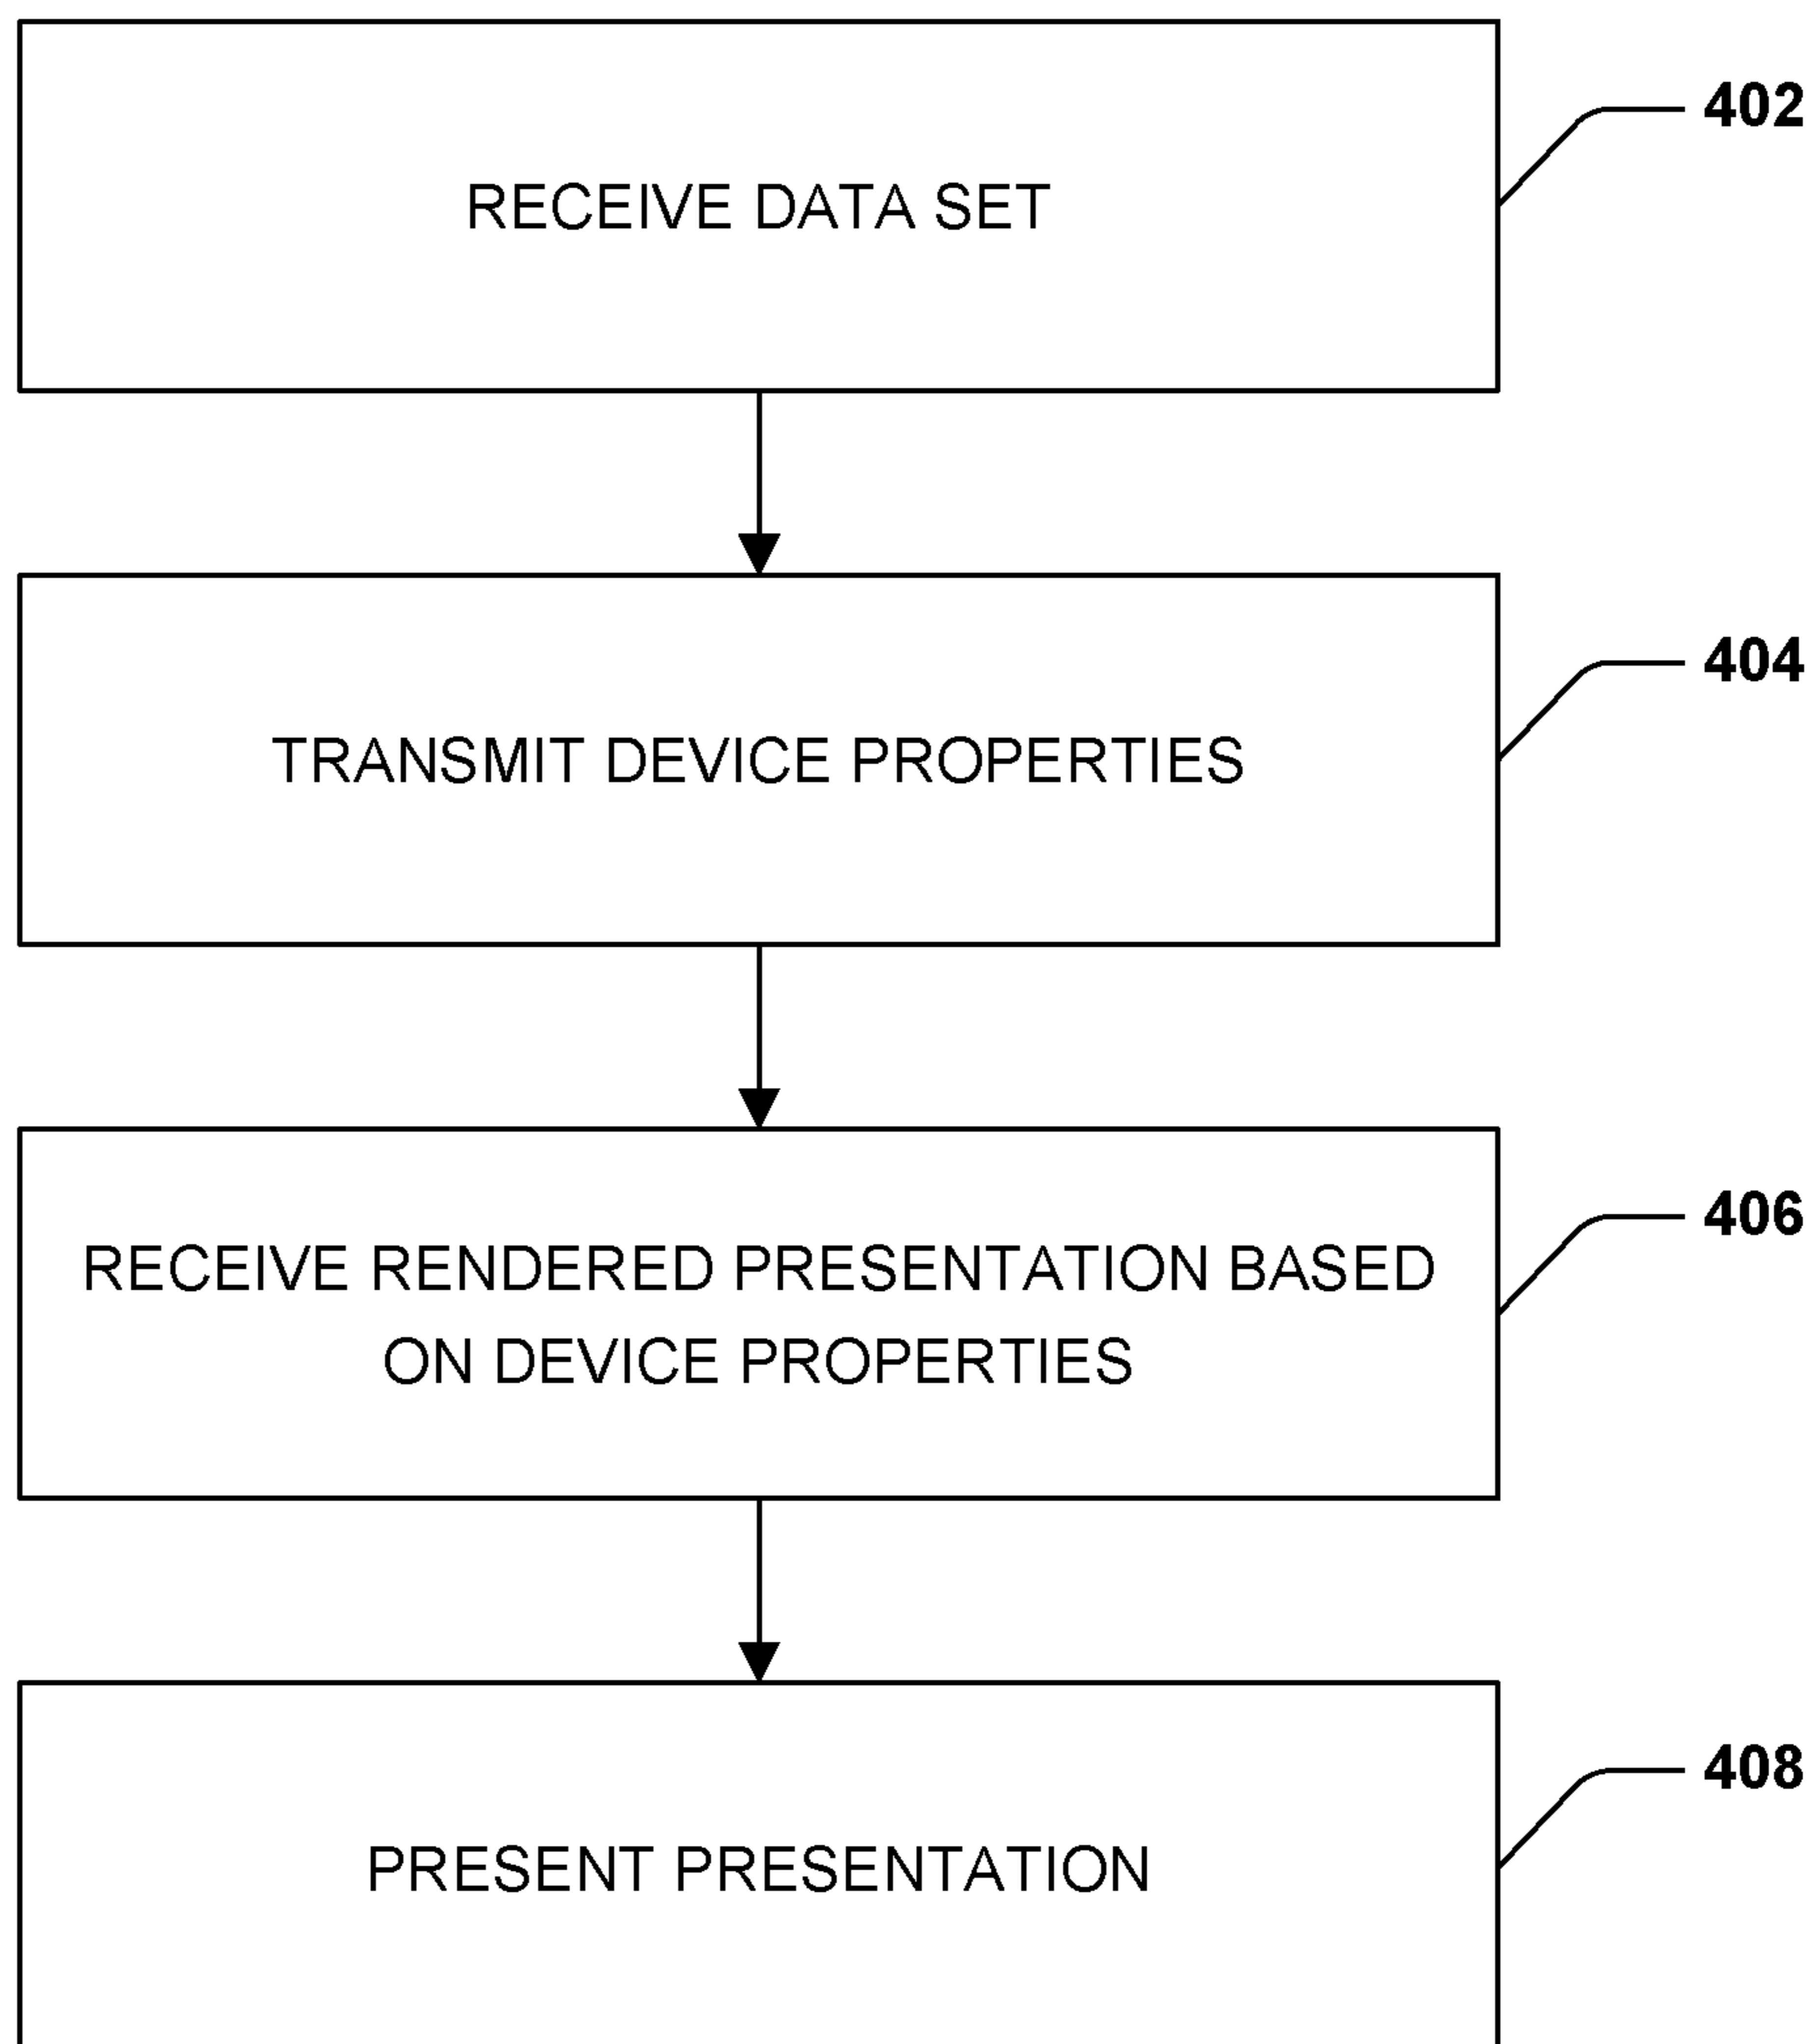 RECEIVE DATA SET
402
TRANSMIT DEVICE PROPERTIES
404
RECEIVE RENDERED PRESENTATION BASED
ON DEVICE PROPERTIES
406
PRESENT PRESENTATION
408